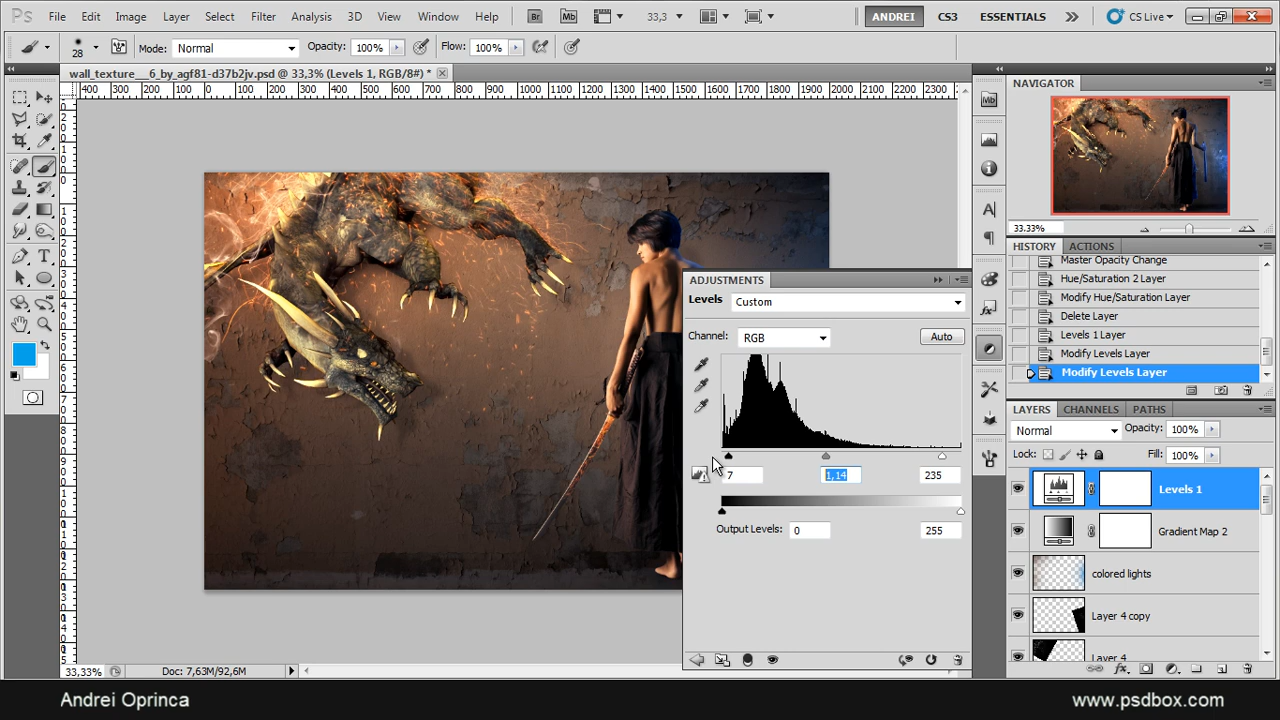 Ps File Edit Image Layer Select Filter Analysis 3D View Window Help Br Mb 33,3 ANDREI CS3 ESSENTIALS CS Live
28 Mode: Normal Opacity: 100% Flow: 100%
wall_texture__6_by_agf81-d37b2jv.psd @ 33,3% (Levels 1, RGB/8#) *
400 300 200 100 0 100 200 300 400 500 600 700 800 900 1000 1100 1200 1300 1400 1500 1600 1700 1800 1900 2000 2100 2200 2300
NAVIGATOR
33.33%
HISTORY ACTIONS
Master Opacity Change
Hue/Saturation 2 Layer
Modify Hue/Saturation Layer
Delete Layer
Levels 1 Layer
Modify Levels Layer
Modify Levels Layer
ADJUSTMENTS
Levels Custom
Channel: RGB Auto
7 1,14 235
Output Levels: 0 255
LAYERS CHANNELS PATHS
Normal Opacity: 100%
Lock: Fill: 100%
Levels 1
Gradient Map 2
colored lights
Layer 4 copy
Layer 4
33,33% Doc: 7,63M/92,6M
Andrei Oprinca www.psdbox.com